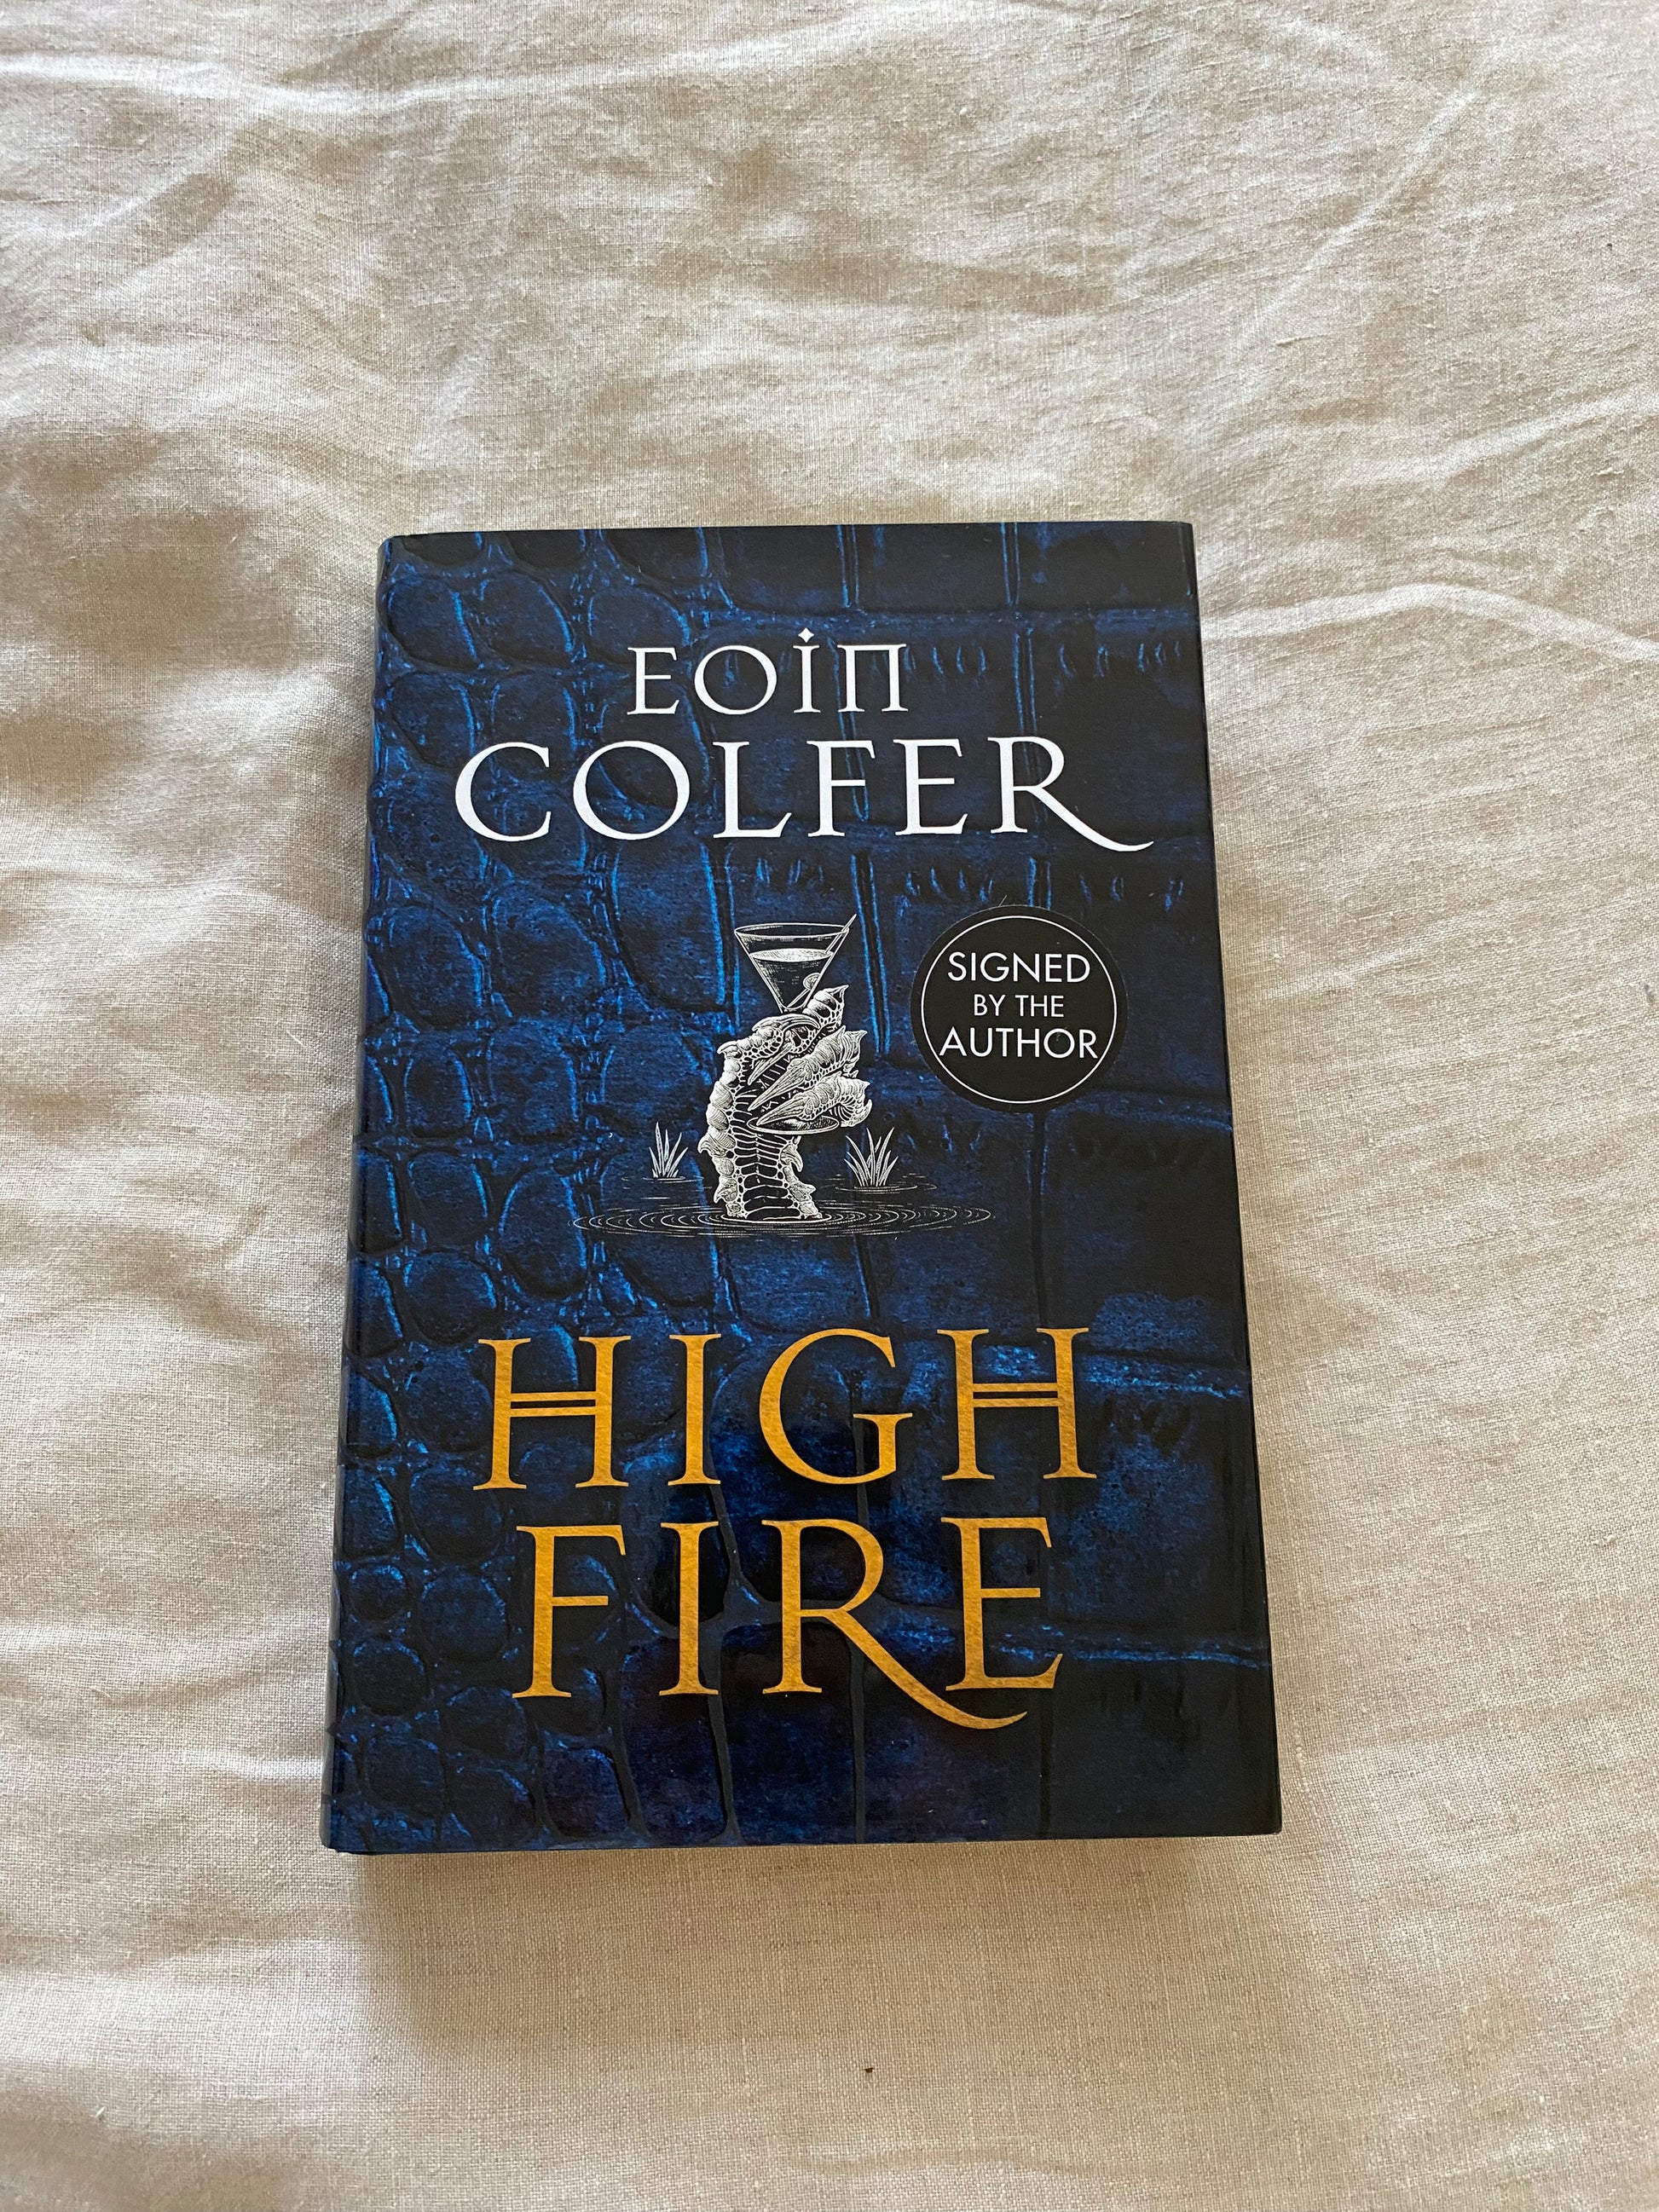 EOIN
COLFER
SIGNED
BY THE
AUTHOR
HIGH
FIRE